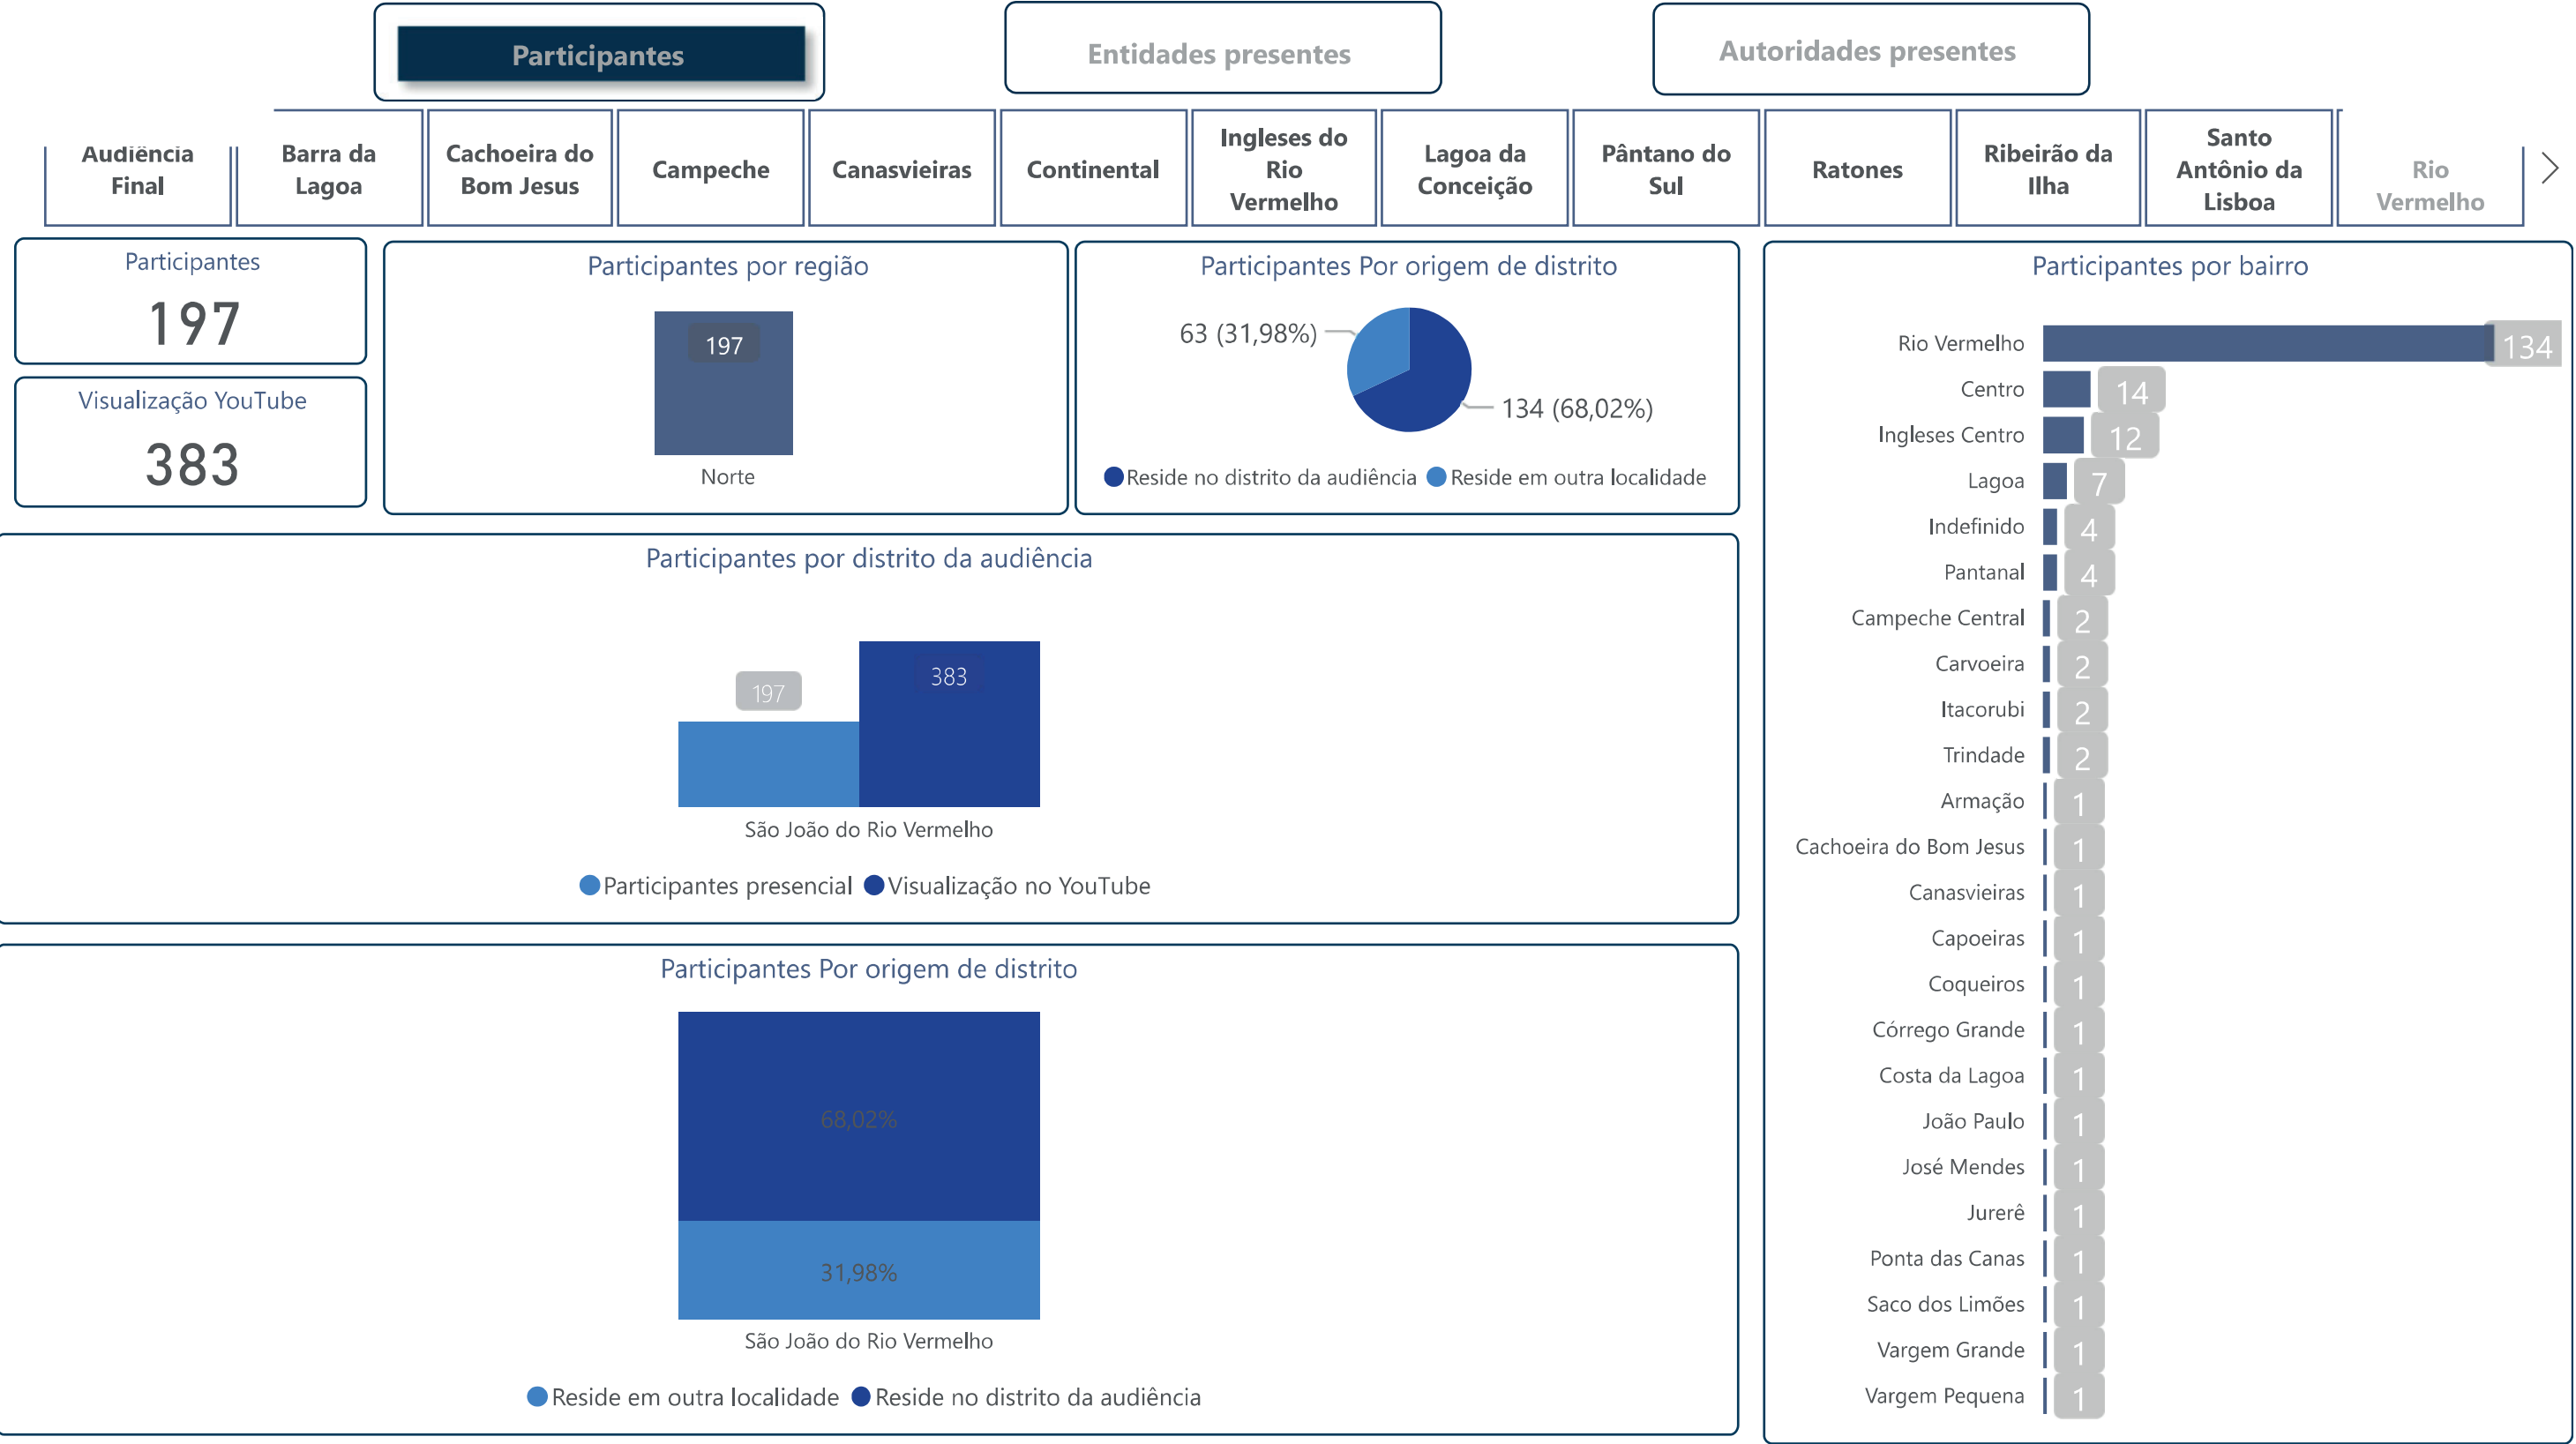 Participantes
Entidades presentes
Autoridades presentes
Audiência
Final
Barra da
Lagoa
Cachoeira do
Bom Jesus
Campeche
Canasvieiras
Continental
Ingleses do
Rio
Vermelho
Lagoa da
Conceição
Pântano do
Sul
Ratones
Ribeirão da
Ilha
Santo
Antônio da
Lisboa
Rio
Vermelho
Participantes
197
Visualização YouTube
383
Participantes por região
197
Norte
Participantes Por origem de distrito
63 (31,98%)
134 (68,02%)
Reside no distrito da audiência Reside em outra localidade
Participantes por distrito da audiência
197
383
São João do Rio Vermelho
Participantes presencial Visualização no YouTube
Participantes Por origem de distrito
68,02%
31,98%
São João do Rio Vermelho
Reside em outra localidade Reside no distrito da audiência
Participantes por bairro
Rio Vermelho 134
Centro 14
Ingleses Centro 12
Lagoa 7
Indefinido 4
Pantanal 4
Campeche Central 2
Carvoeira 2
Itacorubi 2
Trindade 2
Armação 1
Cachoeira do Bom Jesus 1
Canasvieiras 1
Capoeiras 1
Coqueiros 1
Córrego Grande 1
Costa da Lagoa 1
João Paulo 1
José Mendes 1
Jurerê 1
Ponta das Canas 1
Saco dos Limões 1
Vargem Grande 1
Vargem Pequena 1